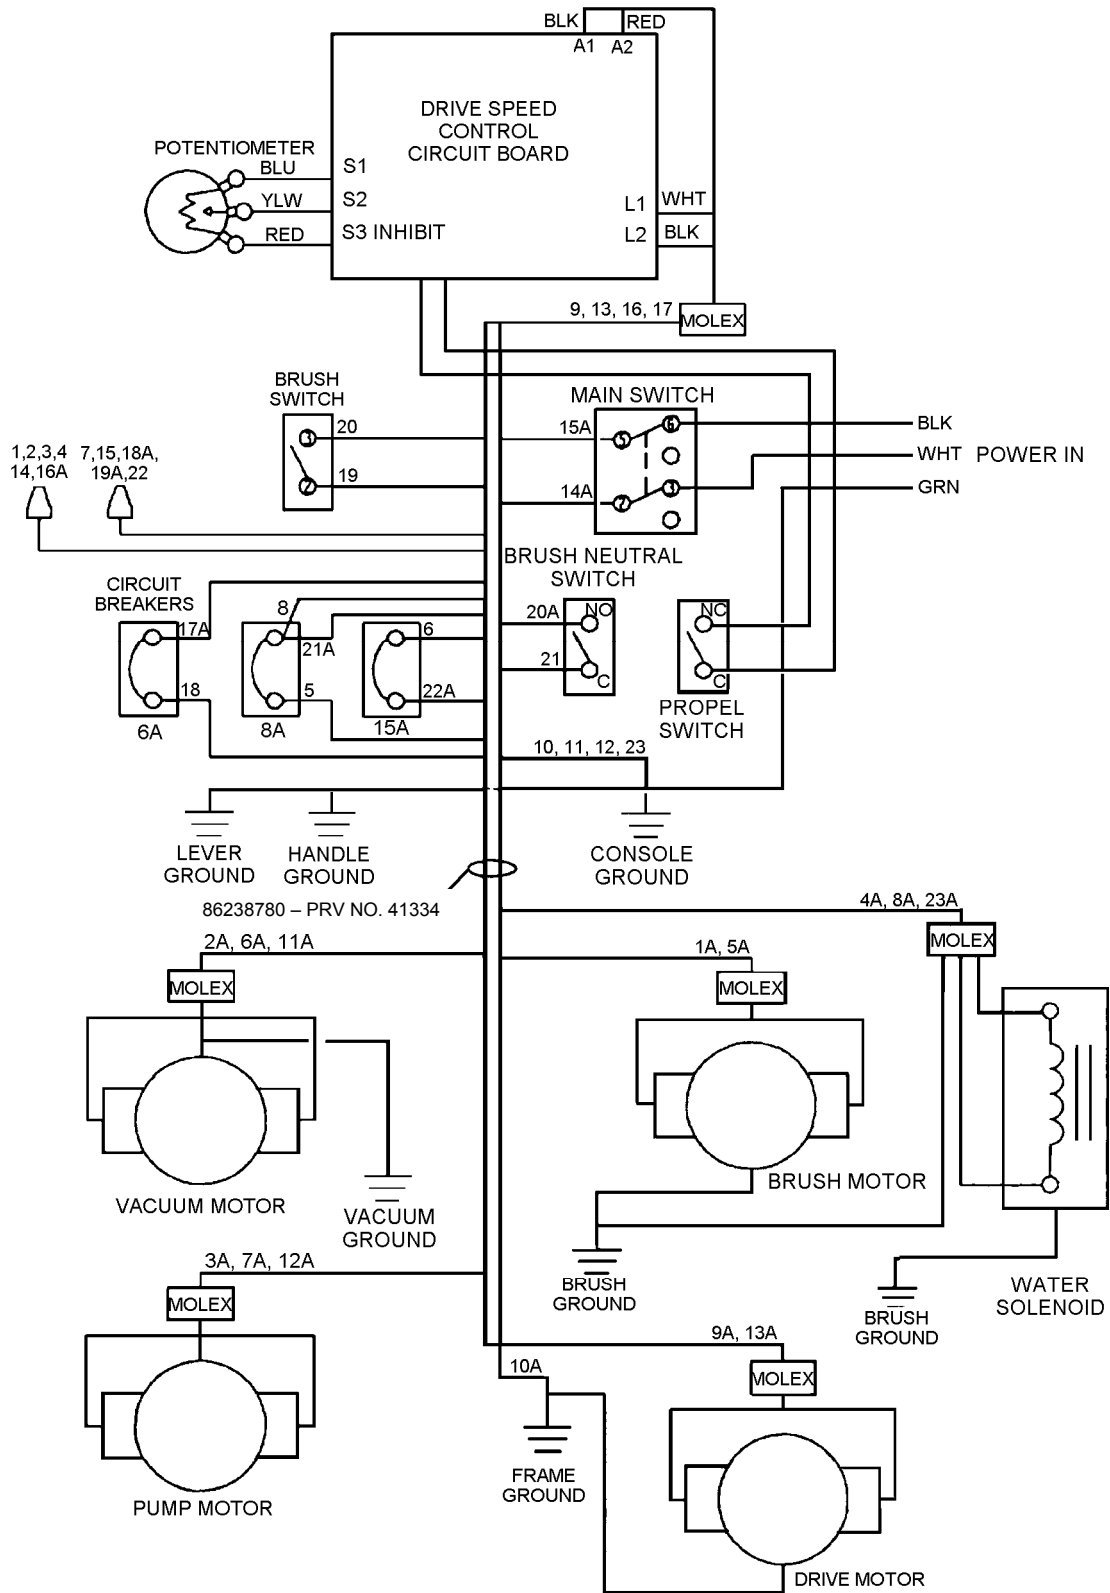 BLK RED
A1 A2
DRIVE SPEED
CONTROL
CIRCUIT BOARD
POTENTIOMETER
BLU
S1
YLW
S2
RED
S3 INHIBIT
L1 WHT
L2 BLK
9, 13, 16, 17
MOLEX
BRUSH
SWITCH
3
20
2
19
MAIN SWITCH
15A
5
6
14A
2
3
BLK
WHT POWER IN
GRN
1,2,3,4
14,16A
7,15,18A,
19A,22
CIRCUIT
BREAKERS
17A
18
6A
8
21A
5
8A
6
22A
15A
BRUSH NEUTRAL
SWITCH
20A
NO
21
C
NC
C
PROPEL
SWITCH
10, 11, 12, 23
LEVER
GROUND
HANDLE
GROUND
CONSOLE
GROUND
86238780 – PRV NO. 41334
4A, 8A, 23A
MOLEX
2A, 6A, 11A
MOLEX
1A, 5A
MOLEX
VACUUM MOTOR
VACUUM
GROUND
BRUSH MOTOR
BRUSH
GROUND
BRUSH
GROUND
WATER
SOLENOID
3A, 7A, 12A
MOLEX
PUMP MOTOR
9A, 13A
MOLEX
10A
FRAME
GROUND
DRIVE MOTOR